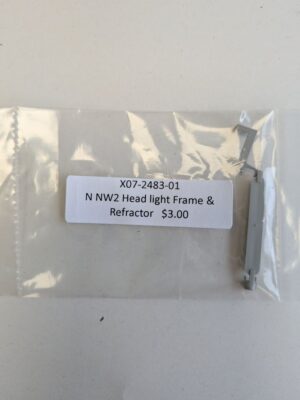 X07-2483-01
N NW2 Head light Frame &
Refractor $3.00